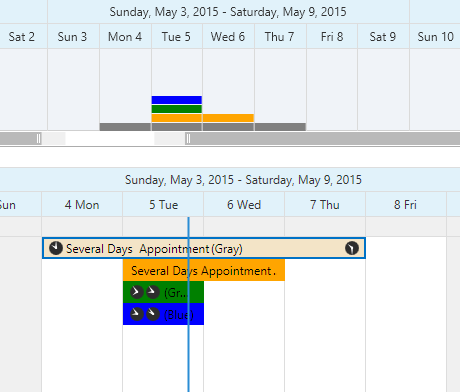 Sunday, May 3, 2015 - Saturday, May 9, 2015
Sat 2 Sun 3 Mon 4 Tue 5 Wed 6 Thu 7 Fri 8 Sat 9 Sun 10
Sunday, May 3, 2015 - Saturday, May 9, 2015
Sun 4 Mon 5 Tue 6 Wed 7 Thu 8 Fri
Several Days Appointment (Gray)
Several Days Appointment.
(Gr...
(Blue)